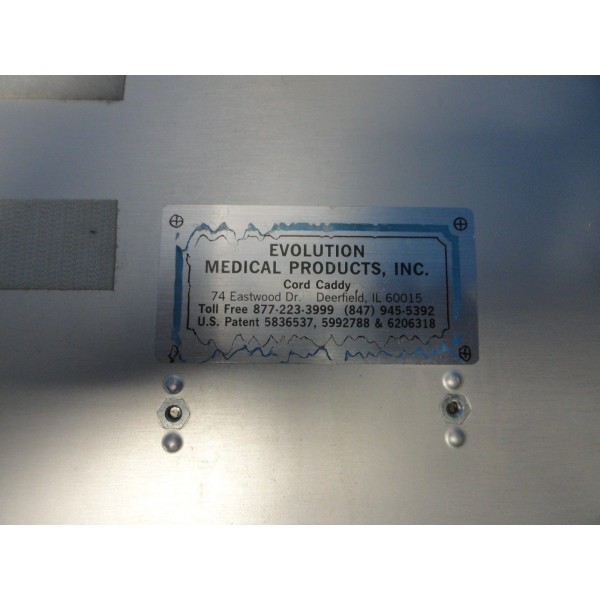 EVOLUTION
MEDICAL PRODUCTS, INC.
Cord Caddy
74 Eastwood Dr. Deerfield, IL 60015
Toll Free 877-223-3999 (847) 945-5392
U.S. Patent 5836537, 5992788 & 6206318